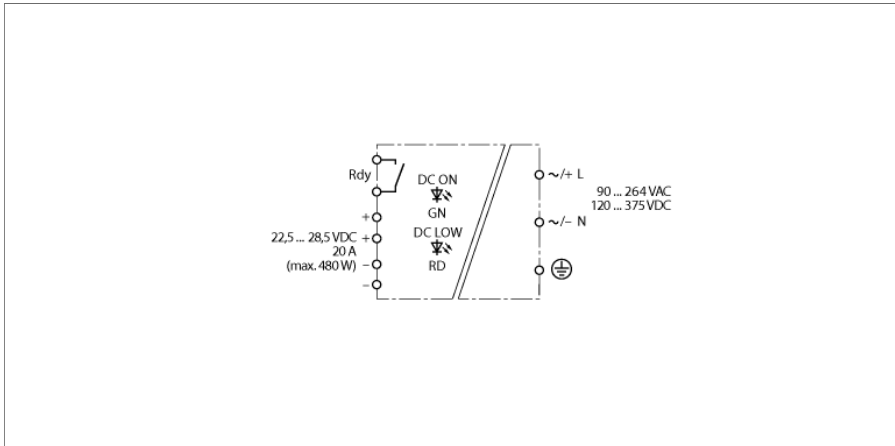 Rdy
DC ON
GN
DC LOW
RD
+
22,5 ... 28,5 VDC +
20 A
(max. 480 W) –
–
~/+ L
90 ... 264 VAC
120 ... 375 VDC
~/– N